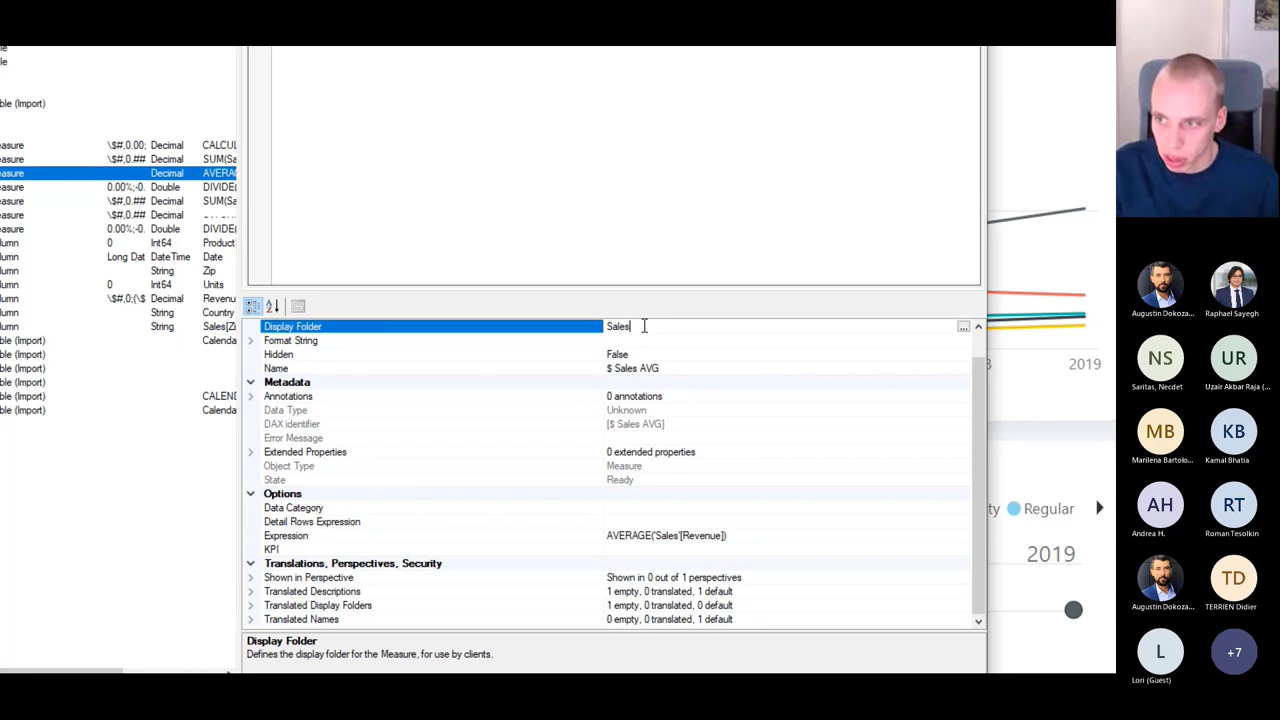 le
le
ble (Import)
easure \$#,0.00; Decimal CALCUL
easure \$#,0.## Decimal SUM(Sa
easure Decimal AVERAG
easure 0.00%;-0. Double DIVIDE(
easure \$#,0.## Decimal SUM(Sa
easure \$#,0.## Decimal
easure 0.00%;-0. Double DIVIDE(
lumn 0 Int64 Product
lumn Long Dat DateTime Date
lumn String Zip
lumn 0 Int64 Units
lumn \$#,0;(\$ Decimal Revenu
lumn String Country
lumn String Sales[Zi
ble (Import) Calenda
ble (Import)
ble (Import)
ble (Import) CALEND
ble (Import) Calenda
Display Folder Sales
Format String
Hidden False
Name $ Sales AVG
Metadata
Annotations 0 annotations
Data Type Unknown
DAX identifier [$ Sales AVG]
Error Message
Extended Properties 0 extended properties
Object Type Measure
State Ready
Options
Data Category
Detail Rows Expression
Expression AVERAGE('Sales'[Revenue])
KPI
Translations, Perspectives, Security
Shown in Perspective Shown in 0 out of 1 perspectives
Translated Descriptions 1 empty, 0 translated, 1 default
Translated Display Folders 1 empty, 0 translated, 0 default
Translated Names 0 empty, 0 translated, 1 default
Display Folder
Defines the display folder for the Measure, for use by clients.
2019
ty Regular
2019
Augustin Dokoza... Raphael Sayegh
NS UR
Saritas, Necdet Uzair Akbar Raja (...
MB KB
Marilena Bartolo... Kamal Bhatia
AH RT
Andrea H. Roman Tesolkin
TD
Augustin Dokoza... TERRIEN Didier
L +7
Lori (Guest)